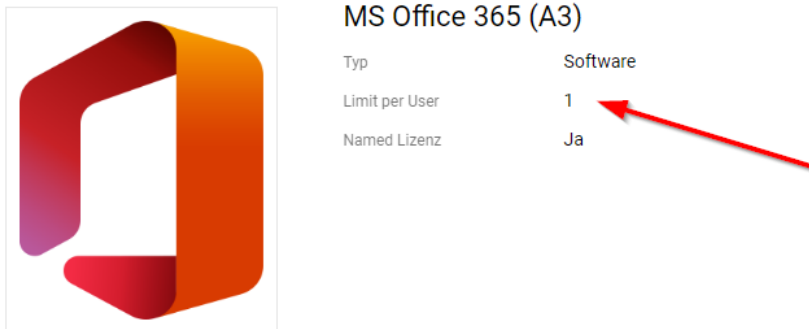 MS Office 365 (A3)
Typ Software
Limit per User 1
Named Lizenz Ja